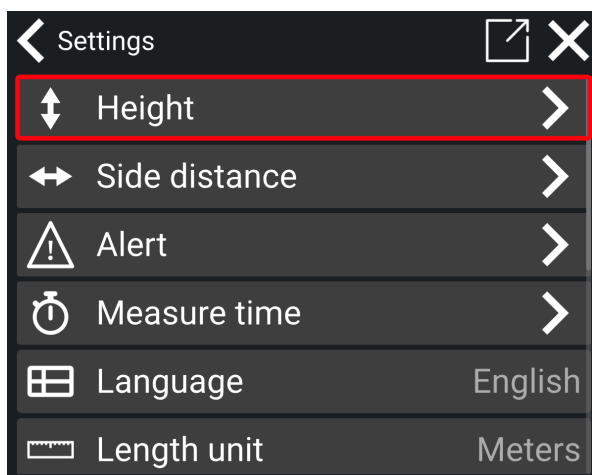 Settings
Height
Side distance
Alert
Measure time
Language English
Length unit Meters